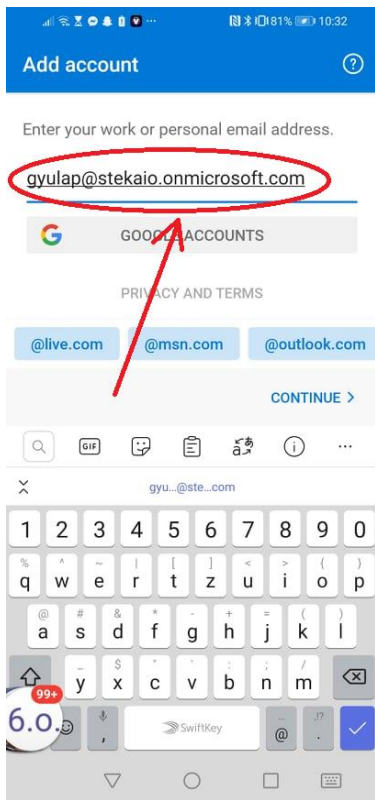 81% 10:32
Add account
Enter your work or personal email address.
gyulap@stekaio.onmicrosoft.com
GOOGLE ACCOUNTS
PRIVACY AND TERMS
@live.com @msn.com @outlook.com
CONTINUE >
GIF
gyu...@ste...com
1 2 3 4 5 6 7 8 9 0
% ^ ~ | [ ] < > { }
q w e r t z u i o p
@ # & * - + = ( )
a s d f g h j k l
_ $ " ' : ; /
y x c v b n m
99+
6.o. , SwiftKey @ ,!? .